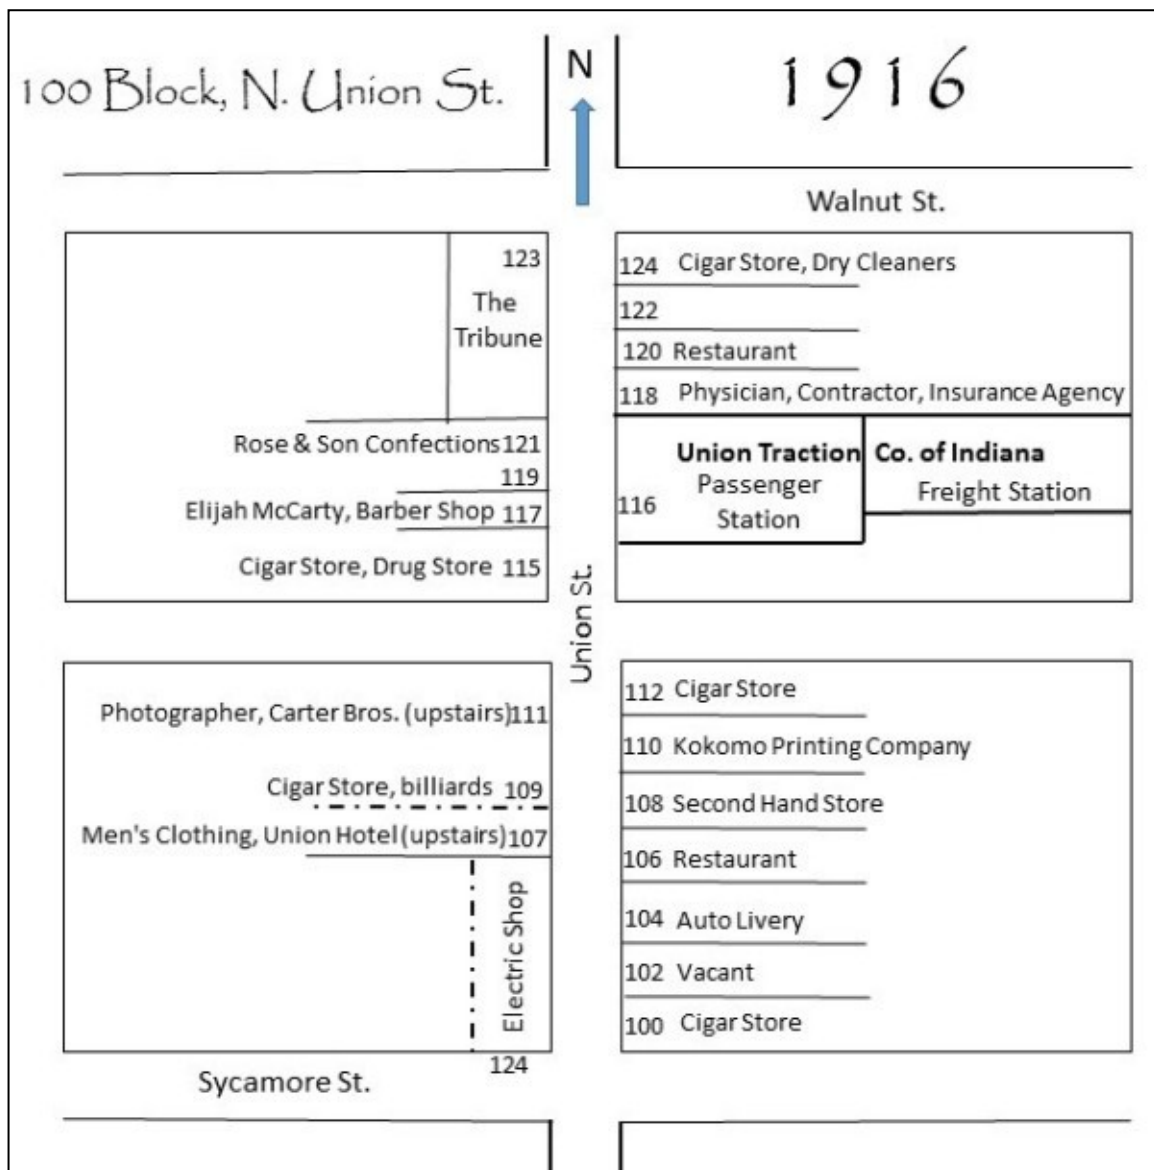 100 Block, N. Union St.
N
1916
Walnut St.
123
The
Tribune
Rose & Son Confections 121
119
Elijah McCarty, Barber Shop 117
Cigar Store, Drug Store 115
124 Cigar Store, Dry Cleaners
122
120 Restaurant
118 Physician, Contractor, Insurance Agency
Union Traction Co. of Indiana
116
Passenger
Station
Freight Station
Union St.
Photographer, Carter Bros. (upstairs) 111
Cigar Store, billiards 109
Men's Clothing, Union Hotel (upstairs) 107
Electric Shop
124
112 Cigar Store
110 Kokomo Printing Company
108 Second Hand Store
106 Restaurant
104 Auto Livery
102 Vacant
100 Cigar Store
Sycamore St.